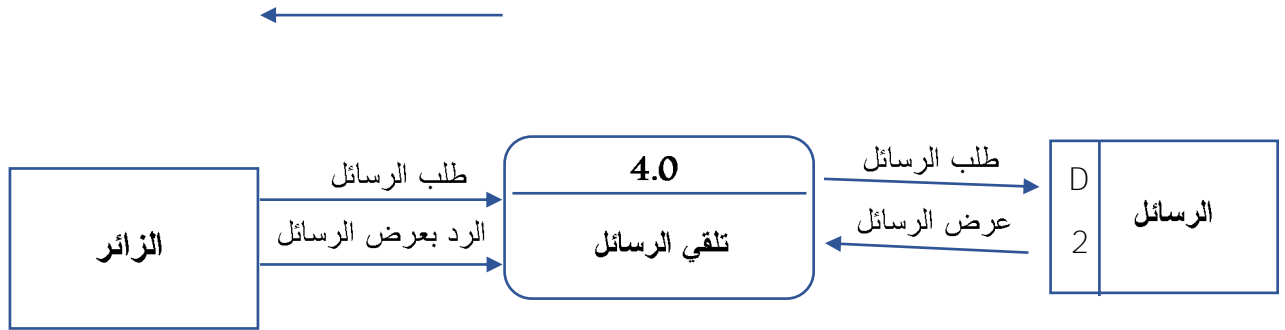 طلب الرسائل
4.0
طلب الرسائل
D
الرسائل
عرض الرسائل
الرد بعرض الرسائل
الزائر
تلقي الرسائل
2